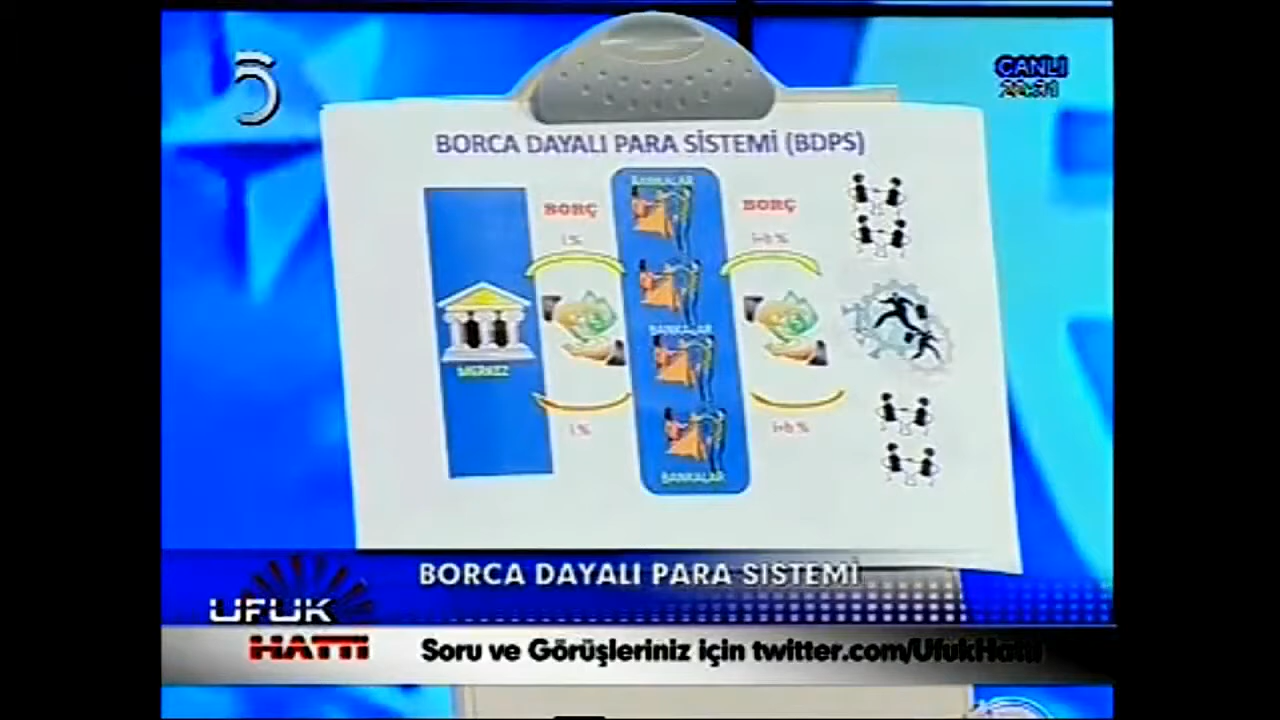 5
CANLI
BORCA DAYALI PARA SİSTEMİ (BDPS)
BANKALAR
BORÇ
BORÇ
i %
i+b %
BANKALAR
MERKEZ
i %
i+b %
BANKALAR
BORCA DAYALI PARA SİSTEMİ
UFUK
HATTI
Soru ve Görüşleriniz için twitter.com/UfukHatti